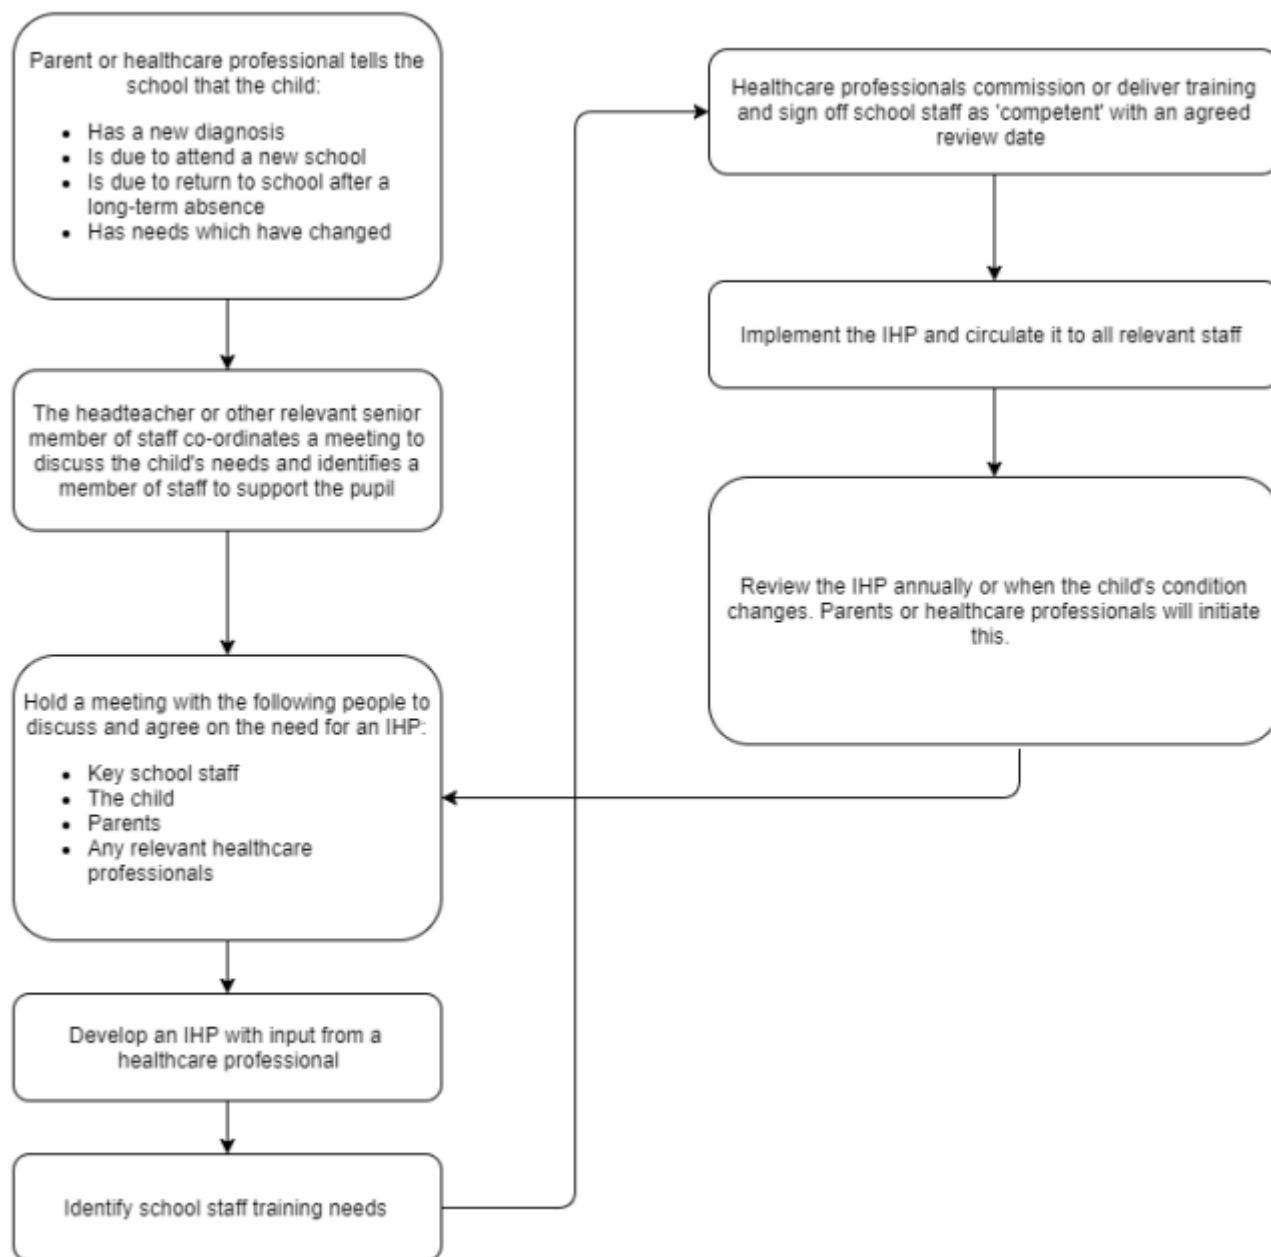 Parent or healthcare professional tells the
school that the child:
• Has a new diagnosis
• Is due to attend a new school
• Is due to return to school after a
long-term absence
• Has needs which have changed
The headteacher or other relevant senior
member of staff co-ordinates a meeting to
discuss the child's needs and identifies a
member of staff to support the pupil
Hold a meeting with the following people to
discuss and agree on the need for an IHP:
• Key school staff
• The child
• Parents
• Any relevant healthcare
professionals
Develop an IHP with input from a
healthcare professional
Identify school staff training needs
Healthcare professionals commission or deliver training
and sign off school staff as 'competent' with an agreed
review date
Implement the IHP and circulate it to all relevant staff
Review the IHP annually or when the child's condition
changes. Parents or healthcare professionals will initiate
this.